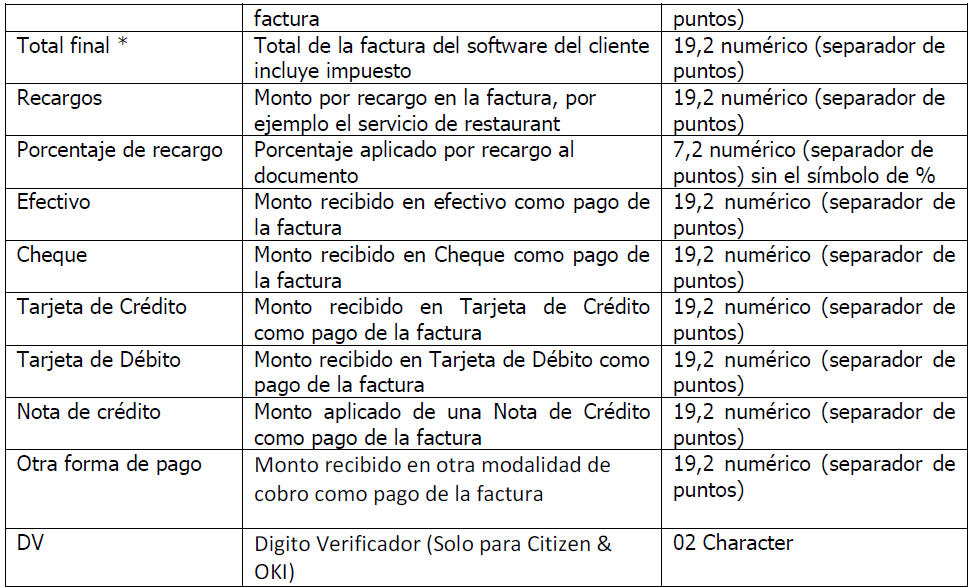 factura puntos)
Total final * Total de la factura del software del cliente 19,2 numérico (separador de
incluye impuesto puntos)
Recargos Monto por recargo en la factura, por 19,2 numérico (separador de
ejemplo el servicio de restaurant puntos)
Porcentaje de recargo Porcentaje aplicado por recargo al 7,2 numérico (separador de
documento puntos) sin el símbolo de %
Efectivo Monto recibido en efectivo como pago de 19,2 numérico (separador de
la factura puntos)
Cheque Monto recibido en Cheque como pago de 19,2 numérico (separador de
la factura puntos)
Tarjeta de Crédito Monto recibido en Tarjeta de Crédito 19,2 numérico (separador de
como pago de la factura puntos)
Tarjeta de Débito Monto recibido en Tarjeta de Débito como 19,2 numérico (separador de
pago de la factura puntos)
Nota de crédito Monto aplicado de una Nota de Crédito 19,2 numérico (separador de
como pago de la factura puntos)
Otra forma de pago Monto recibido en otra modalidad de 19,2 numérico (separador de
cobro como pago de la factura puntos)
DV Digito Verificador (Solo para Citizen & 02 Character
OKI)